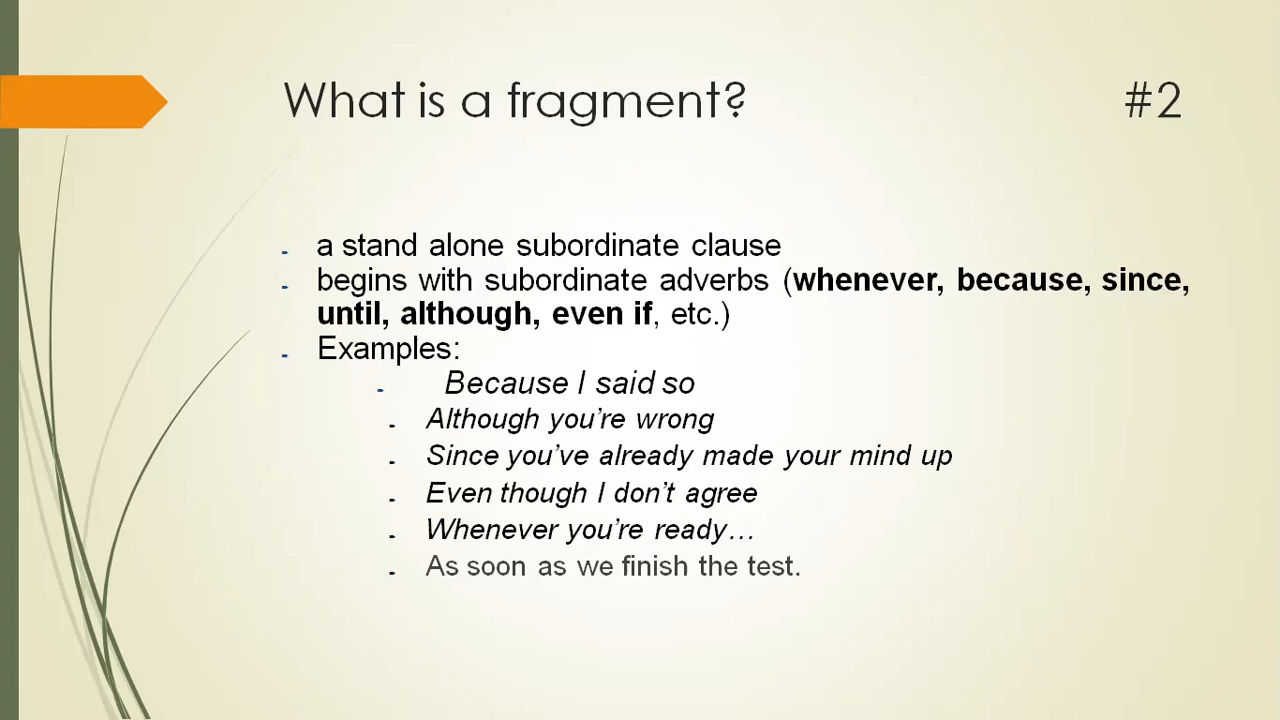 What is a fragment? #2
- a stand alone subordinate clause
- begins with subordinate adverbs (whenever, because, since,
until, although, even if, etc.)
- Examples:
- Because I said so
- Although you’re wrong
- Since you’ve already made your mind up
- Even though I don’t agree
- Whenever you’re ready…
- As soon as we finish the test.